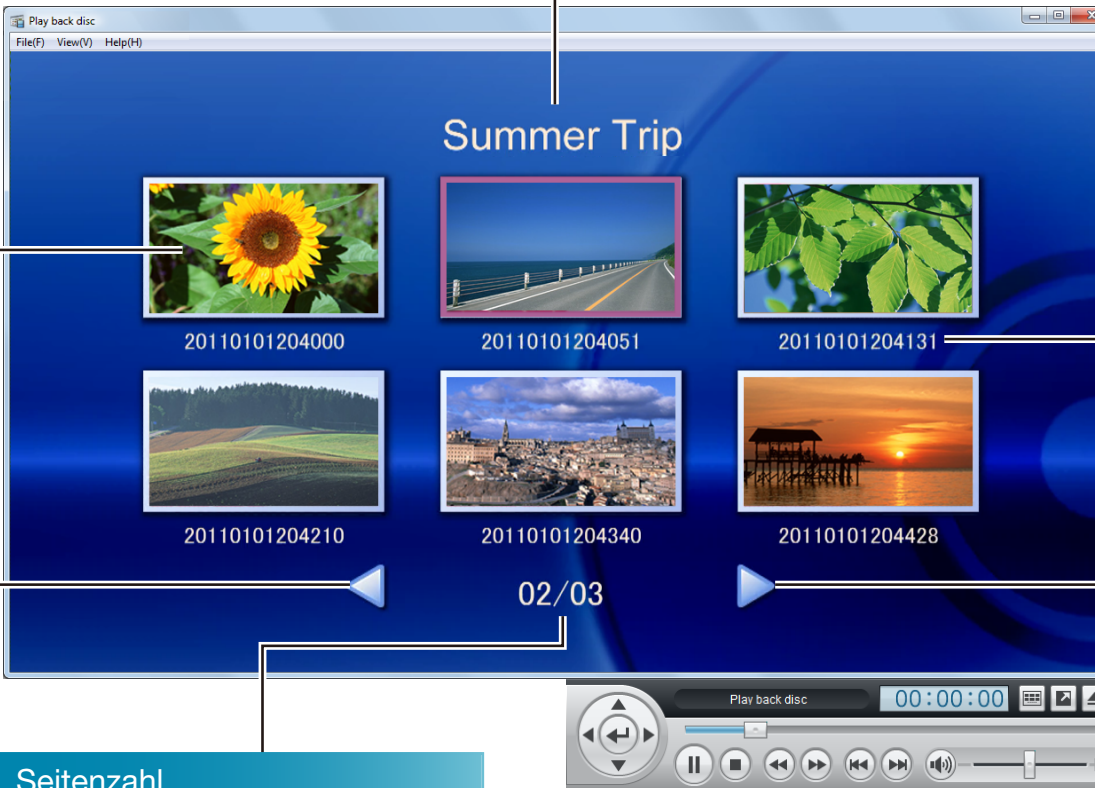 Play back disc
File(F) View(V) Help(H)
Summer Trip
20110101204000 20110101204051 20110101204131
20110101204210 20110101204340 20110101204428
02/03
Play back disc 00:00:00
Seitenzahl